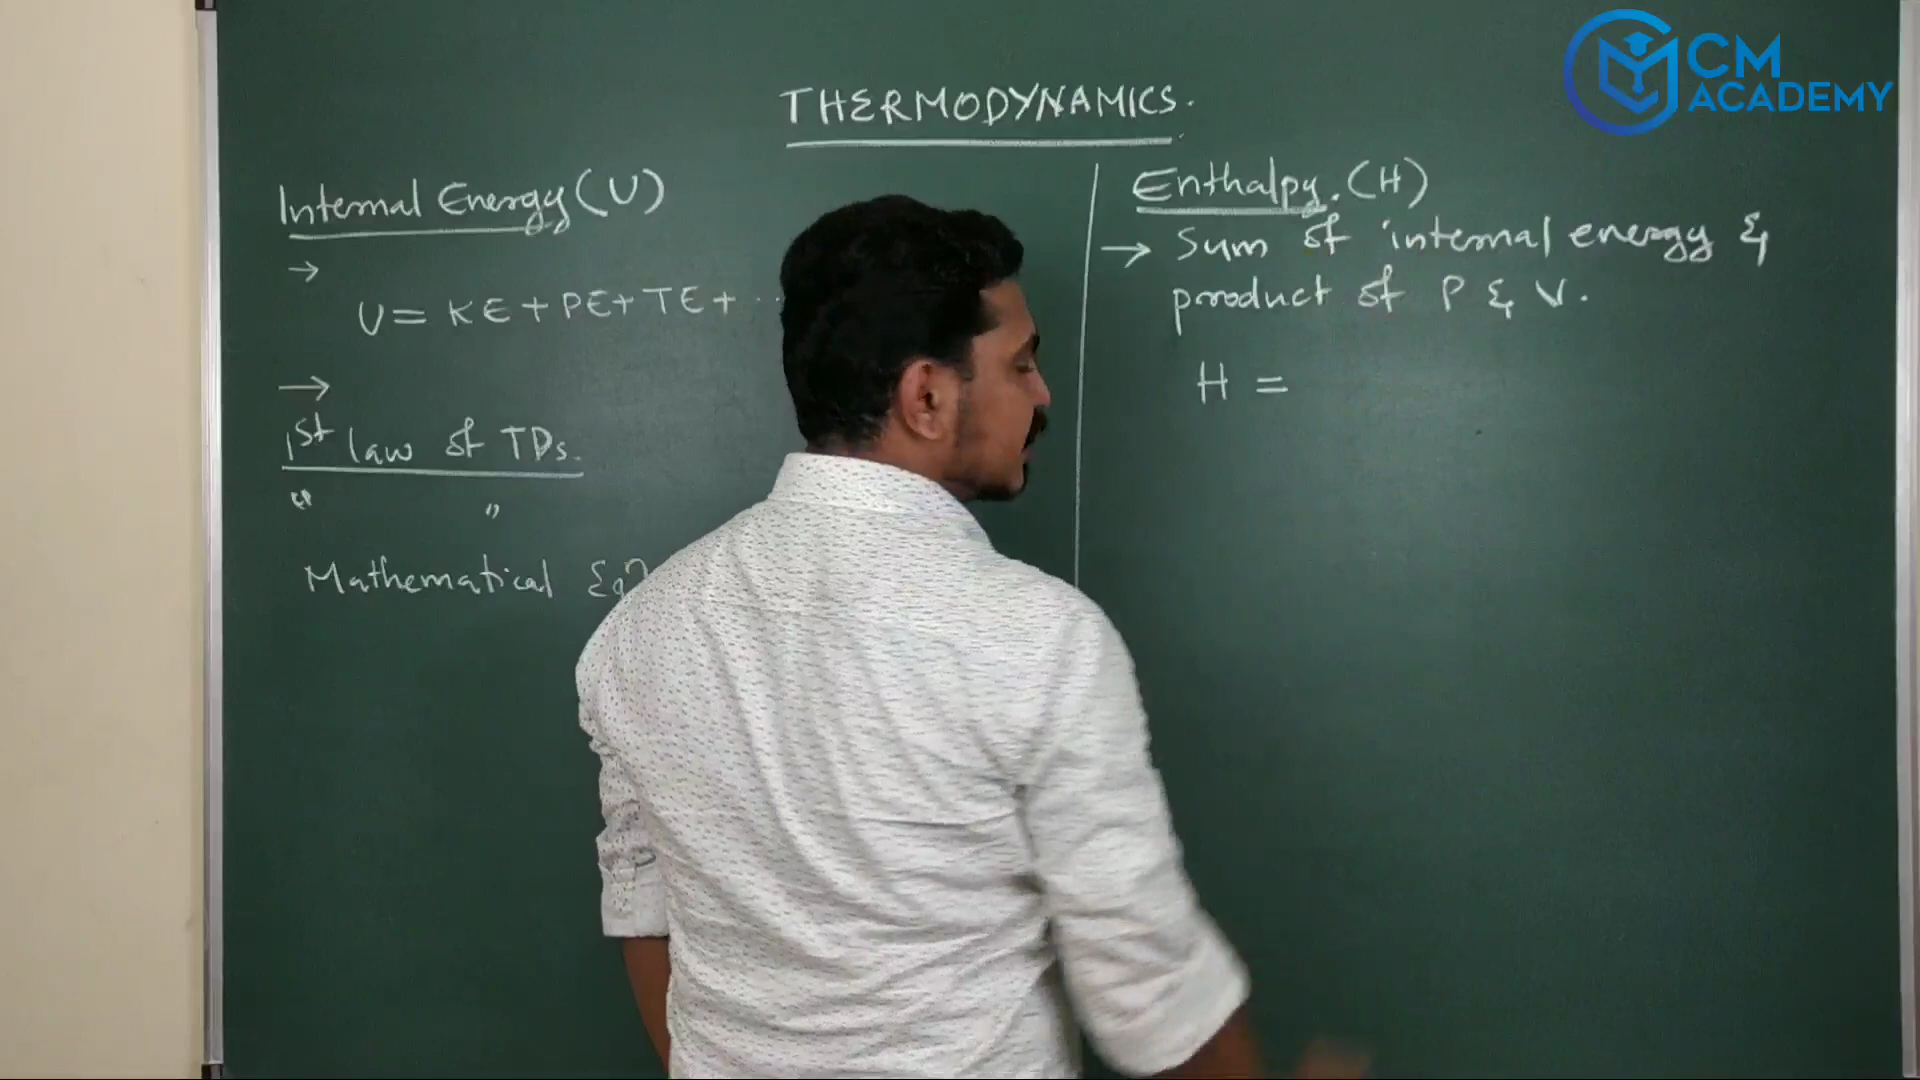 CM
ACADEMY
THERMODYNAMICS.
Internal Energy (U)
→
U = KE + PE + TE + ...
→
1st law of TDs.
" "
Mathematical Eqn
Enthalpy. (H)
→ Sum of internal energy &
product of P & V.
H =